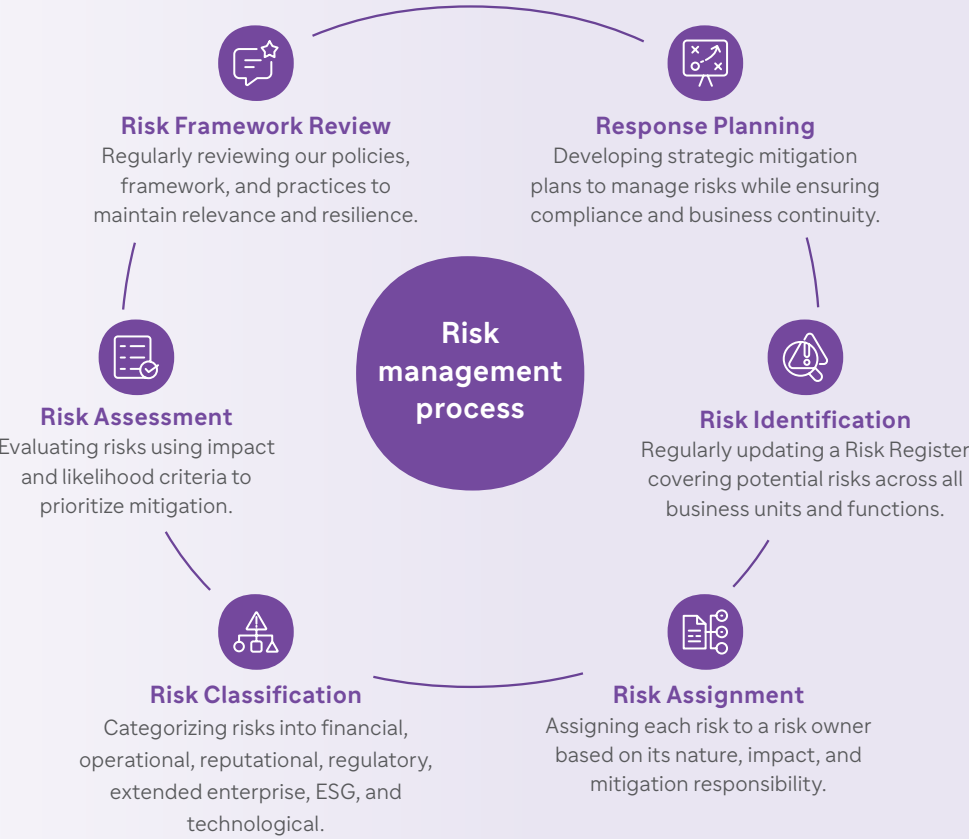 Risk Framework Review
Regularly reviewing our policies,
framework, and practices to
maintain relevance and resilience.
Response Planning
Developing strategic mitigation
plans to manage risks while ensuring
compliance and business continuity.
Risk
management
process
Risk Assessment
Evaluating risks using impact
and likelihood criteria to
prioritize mitigation.
Risk Identification
Regularly updating a Risk Register
covering potential risks across all
business units and functions.
Risk Classification
Categorizing risks into financial,
operational, reputational, regulatory,
extended enterprise, ESG, and
technological.
Risk Assignment
Assigning each risk to a risk owner
based on its nature, impact, and
mitigation responsibility.